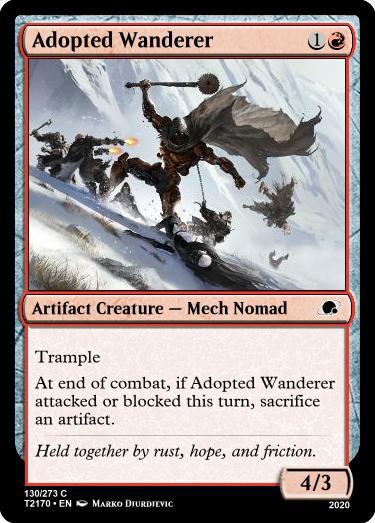 Adopted Wanderer 1
Artifact Creature — Mech Nomad
Trample
At end of combat, if Adopted Wanderer
attacked or blocked this turn, sacrifice
an artifact.
Held together by rust, hope, and friction.
4/3
130/273 C
T2170 • EN Marko Djurdjevic
2020